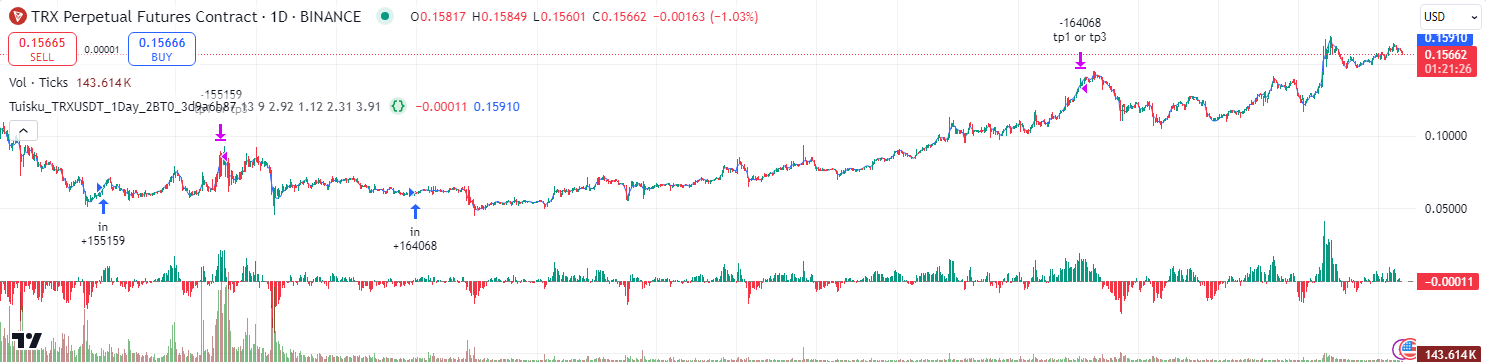 TRX Perpetual Futures Contract · 1D · BINANCE O0.15817 H0.15849 L0.15601 C0.15662 −0.00163 (−1.03%)
USD
0.15665 SELL
0.00001
0.15666 BUY
Vol · Ticks 143.614 K
Tuisku_TRXUSDT_1Day_2BT0_3d9a6b87 13 9 2.92 1.12 2.31 3.91 {} −0.00011 0.15910
-155159
in
+155159
in
+164068
-164068
tp1 or tp3
0.15910
0.15662
01:21:26
0.10000
0.05000
−0.00011
143.614 K